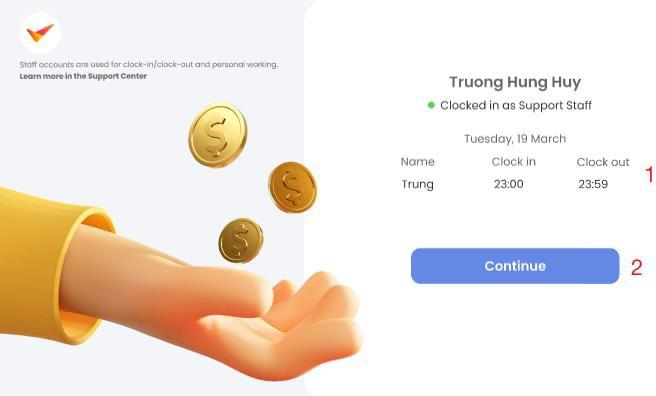 Staff accounts are used for clock-in/clock-out and personal working.
Learn more in the Support Center
Truong Hung Huy
Clocked in as Support Staff
Tuesday, 19 March
Name Clock in Clock out
1
Trung 23:00 23:59
Continue 2
$
$
$